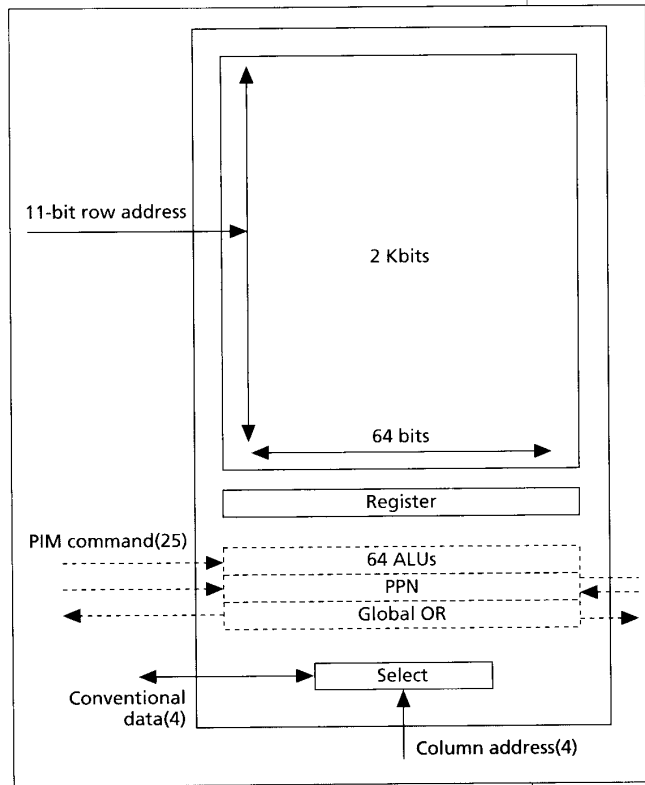 11-bit row address
2 Kbits
64 bits
Register
PIM command(25)
64 ALUs
PPN
Global OR
Select
Conventional
data(4)
Column address(4)